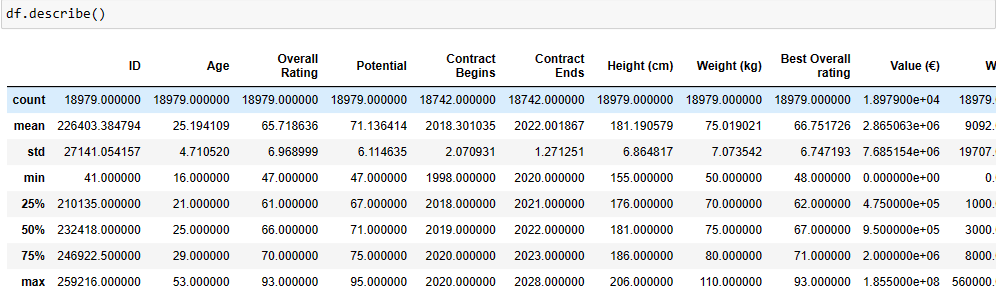 df.describe()
ID Age Overall Rating Potential Contract Begins Contract Ends Height (cm) Weight (kg) Best Overall rating Value (€) W
count 18979.000000 18979.000000 18979.000000 18979.000000 18742.000000 18742.000000 18979.000000 18979.000000 18979.000000 1.897900e+04 18979.
mean 226403.384794 25.194109 65.718636 71.136414 2018.301035 2022.001867 181.190579 75.019021 66.751726 2.865063e+06 9092.
std 27141.054157 4.710520 6.968999 6.114635 2.070931 1.271251 6.864817 7.073542 6.747193 7.685154e+06 19707.
min 41.000000 16.000000 47.000000 47.000000 1998.000000 2020.000000 155.000000 50.000000 48.000000 0.000000e+00 0.
25% 210135.000000 21.000000 61.000000 67.000000 2018.000000 2021.000000 176.000000 70.000000 62.000000 4.750000e+05 1000.
50% 232418.000000 25.000000 66.000000 71.000000 2019.000000 2022.000000 181.000000 75.000000 67.000000 9.500000e+05 3000.
75% 246922.500000 29.000000 70.000000 75.000000 2020.000000 2023.000000 186.000000 80.000000 71.000000 2.000000e+06 8000.
max 259216.000000 53.000000 93.000000 95.000000 2020.000000 2028.000000 206.000000 110.000000 93.000000 1.855000e+08 560000.